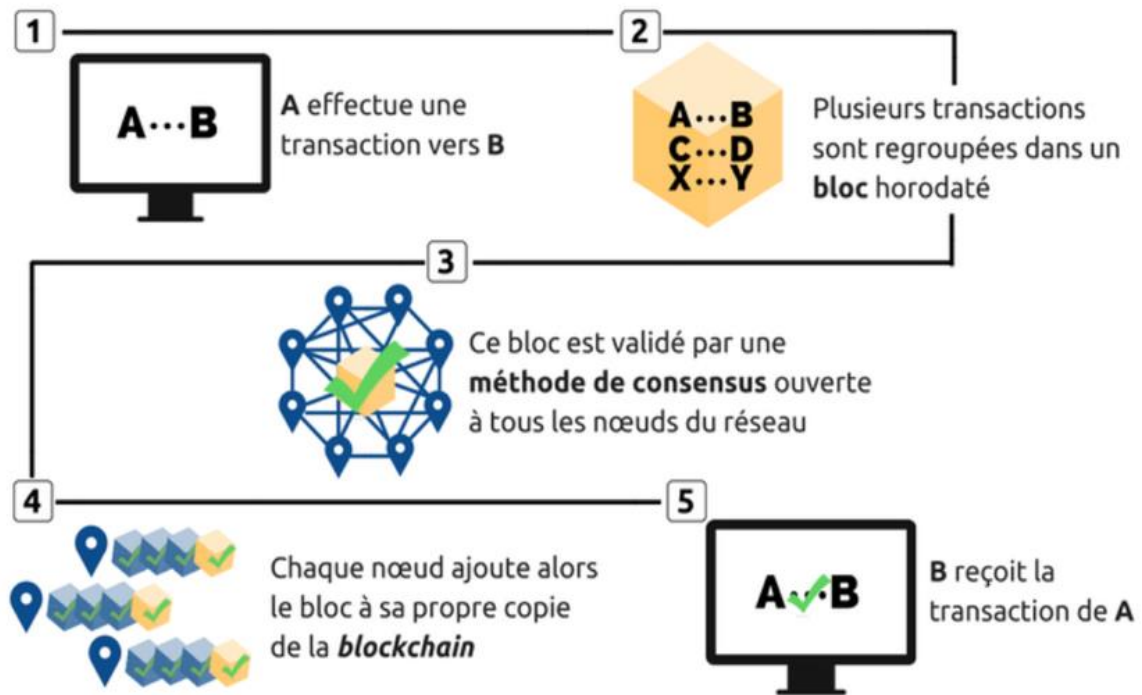 1
A···B
A effectue une
transaction vers B
2
A···B
C···D
X···Y
Plusieurs transactions
sont regroupées dans un
bloc horodaté
3
Ce bloc est validé par une
méthode de consensus ouverte
à tous les nœuds du réseau
4
Chaque nœud ajoute alors
le bloc à sa propre copie
de la blockchain
5
A···B
B reçoit la
transaction de A